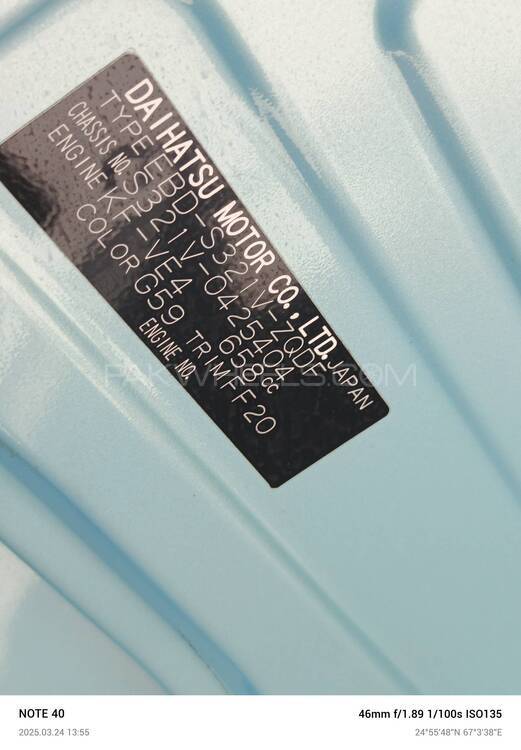 DAIHATSU MOTOR CO., LTD. JAPAN
TYPE EBD-S321V-ZQDF
CHASSIS NO. S321V-0425404
ENGINE KF-VE4 658cc
COLOR G59 TRIM FF20
ENGINE NO.
PAKWHEELS.COM
NOTE 40
46mm f/1.89 1/100s ISO135
2025.03.24 13:55
24°55'48"N 67°3'38"E